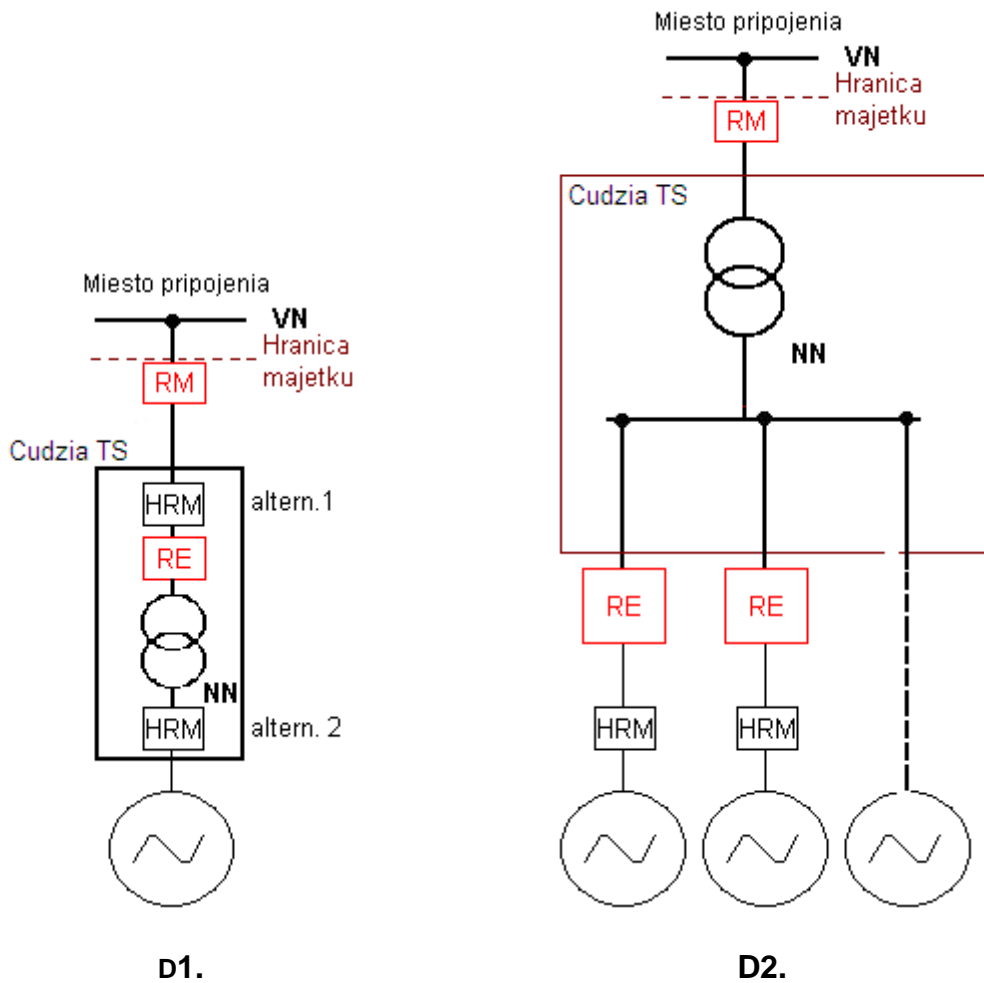 Miesto pripojenia
VN
Hranica
majetku
RM
Cudzia TS
HRM
altern.1
RE
NN
HRM
altern. 2
D1.
Miesto pripojenia
VN
Hranica
majetku
RM
Cudzia TS
NN
RE
RE
HRM
HRM
D2.